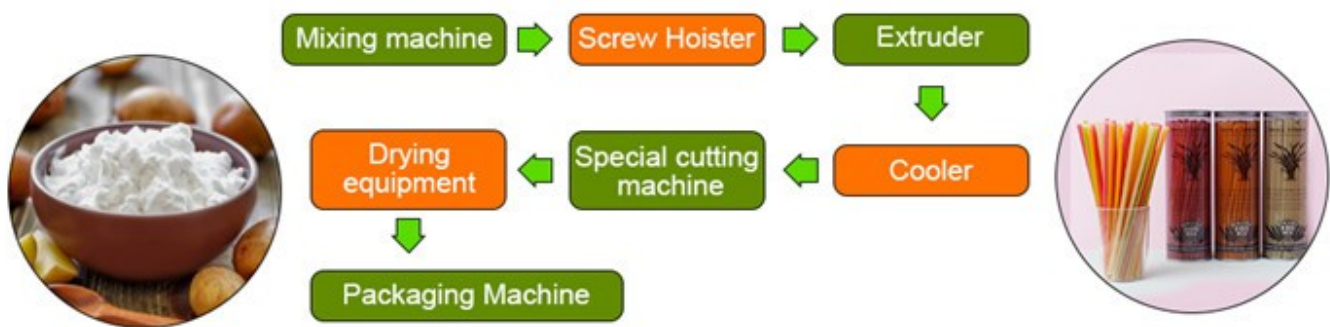 Mixing machine
Screw Hoister
Extruder
Cooler
Special cutting
machine
Drying
equipment
Packaging Machine